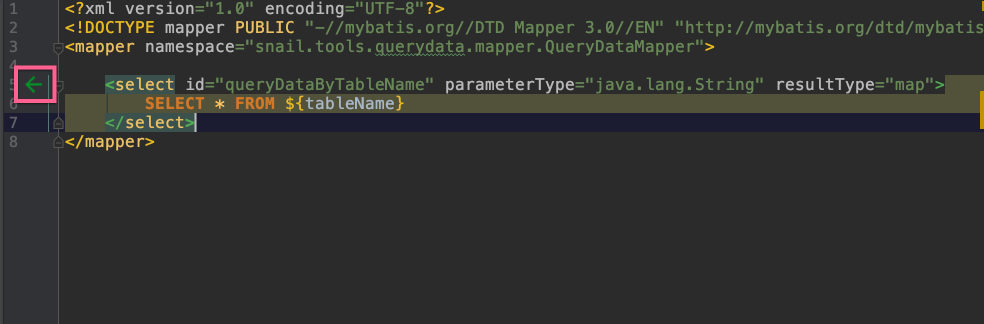 1 <?xml version="1.0" encoding="UTF-8"?>
2 <!DOCTYPE mapper PUBLIC "-//mybatis.org//DTD Mapper 3.0//EN" "http://mybatis.org/dtd/mybatis
3 <mapper namespace="snail.tools.querydata.mapper.QueryDataMapper">
5 <select id="queryDataByTableName" parameterType="java.lang.String" resultType="map">
6 SELECT * FROM ${tableName}
7 </select>
8 </mapper>